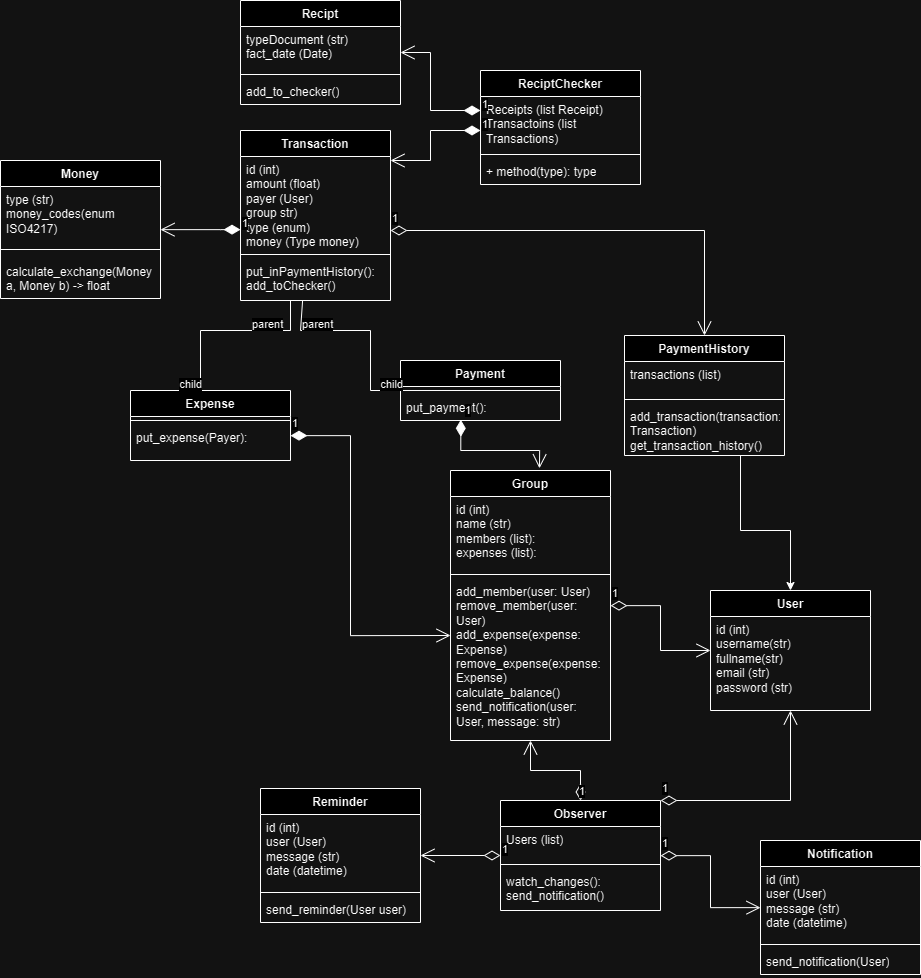 Recipt
typeDocument (str)
fact_date (Date)
add_to_checker()
ReciptChecker
1
Receipts (list Receipt)
1
Transactoins (list
Transactions)
+ method(type): type
Transaction
id (int)
amount (float)
payer (User)
group str)
1
type (enum)
money (Type money)
put_inPaymentHistory():
add_toChecker()
1
Money
type (str)
money_codes(enum
ISO4217)
calculate_exchange(Money
a, Money b) -> float
parent
parent
child
child
PaymentHistory
transactions (list)
add_transaction(transaction:
Transaction)
get_transaction_history()
Payment
put_payment():
1
Expense
put_expense(Payer):
1
Group
id (int)
name (str)
members (list):
expenses (list):
add_member(user: User)
remove_member(user:
User)
add_expense(expense:
Expense)
remove_expense(expense:
Expense)
calculate_balance()
send_notification(user:
User, message: str)
1
User
id (int)
username(str)
fullname(str)
email (str)
password (str)
Reminder
id (int)
user (User)
message (str)
date (datetime)
send_reminder(User user)
1
1
Observer
Users (list)
1
1
watch_changes():
send_notification()
Notification
id (int)
user (User)
message (str)
date (datetime)
send_notification(User)